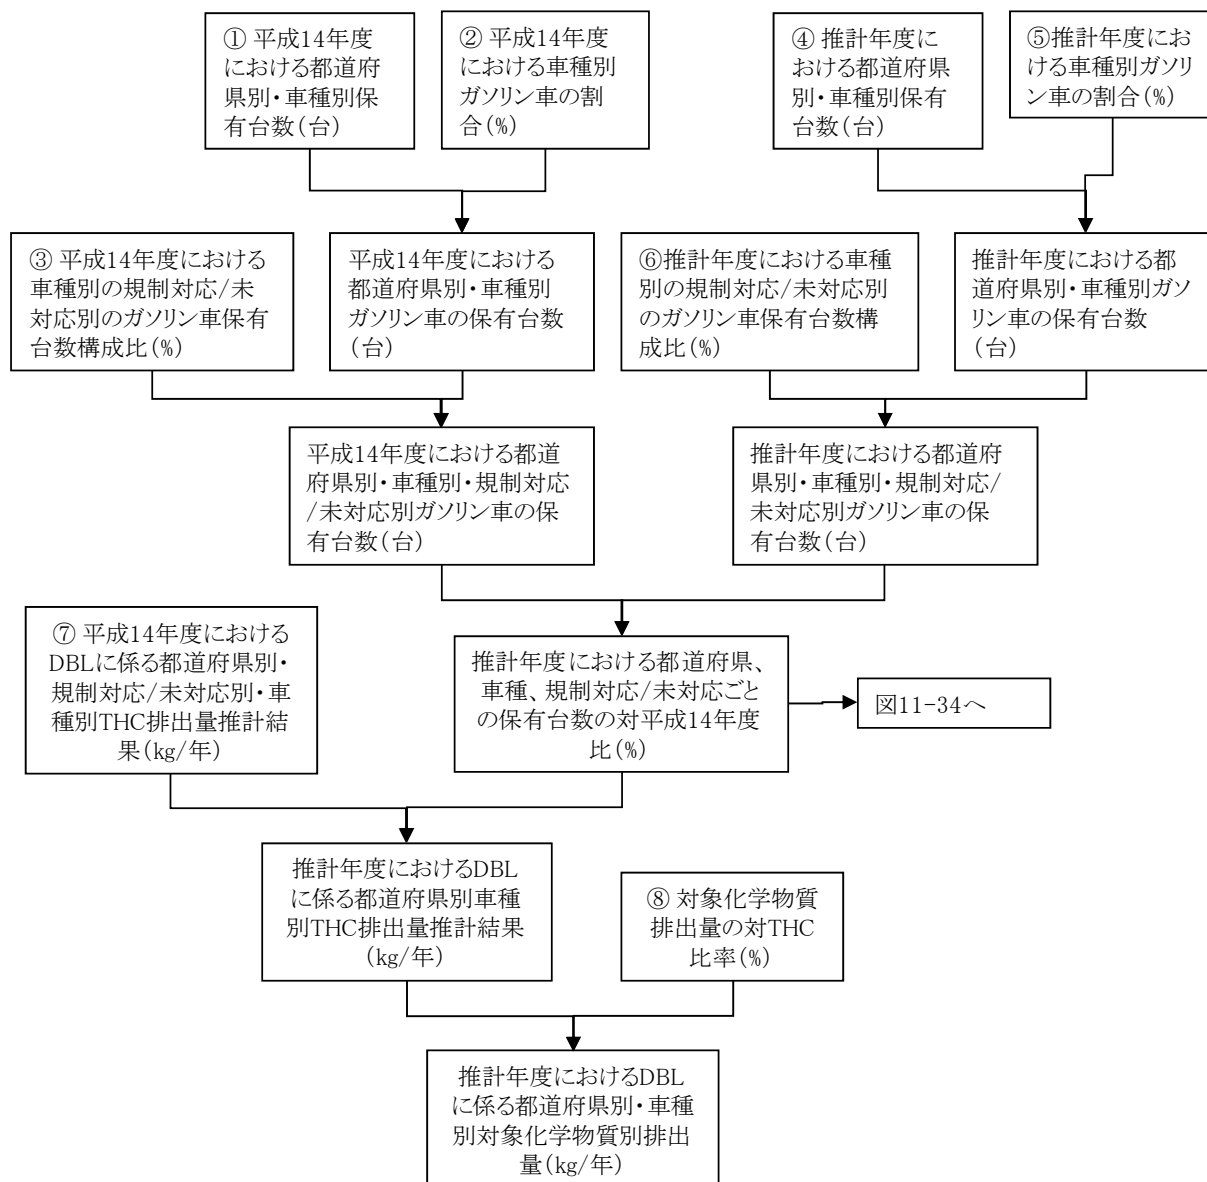 ① 平成14年度
における都道府
県別・車種別保
有台数(台)
② 平成14年度
における車種別
ガソリン車の割
合(%)
④ 推計年度に
おける都道府県
別・車種別保有
台数(台)
⑤推計年度にお
ける車種別ガソリ
ン車の割合(%)
③ 平成14年度における
車種別の規制対応/未
対応別のガソリン車保有
台数構成比(%)
平成14年度における
都道府県別・車種別
ガソリン車の保有台数
(台)
⑥推計年度における車種
別の規制対応/未対応別
のガソリン車保有台数構
成比(%)
推計年度における都
道府県別・車種別ガソ
リン車の保有台数
(台)
平成14年度における都道
府県別・車種別・規制対応
/未対応別ガソリン車の保
有台数(台)
推計年度における都道府
県別・車種別・規制対応/
未対応別ガソリン車の保
有台数(台)
⑦ 平成14年度における
DBLに係る都道府県別・
規制対応/未対応別・車
種別THC排出量推計結
果(kg/年)
推計年度における都道府県、
車種、規制対応/未対応ごと
の保有台数の対平成14年度
比(%)
図11-34へ
推計年度におけるDBL
に係る都道府県別車種
別THC排出量推計結果
(kg/年)
⑧ 対象化学物質
排出量の対THC
比率(%)
推計年度におけるDBL
に係る都道府県別・車種
別対象化学物質別排出
量(kg/年)